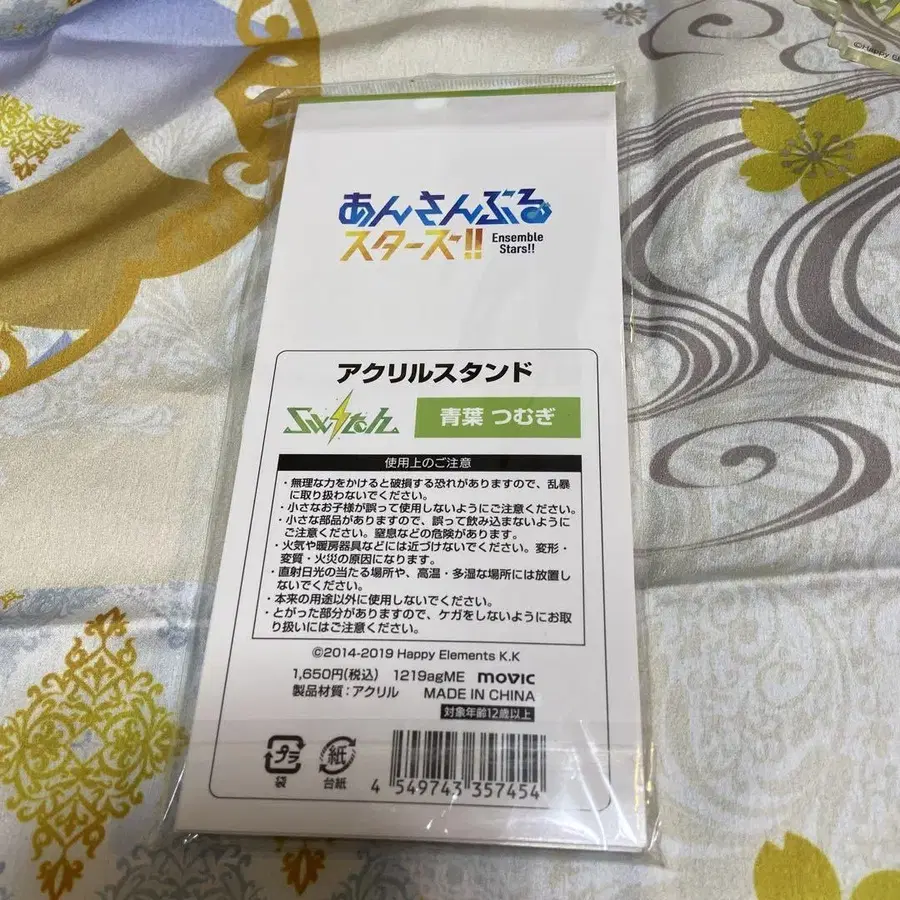 ©Happy El
あんさんぶる
スターズ!!
Ensemble
Stars!!
アクリルスタンド
Switch
青葉 つむぎ
使用上のご注意
・無理な力をかけると破損する恐れがありますので、乱暴
に取り扱わないでください。
・小さなお子様が誤って使用しないようにご注意ください。
・小さな部品がありますので、誤って飲み込まないように
ご注意ください。窒息などの危険があります。
・火気や暖房器具などには近づけないでください。変形・
変質・火災の原因になります。
・直射日光の当たる場所や、高温・多湿な場所には放置し
ないでください。
・本来の用途以外に使用しないでください。
・とがった部分がありますので、ケガをしないようにお取
り扱いにはご注意ください。
©2014-2019 Happy Elements K.K
1,650円(税込) 1219agME movic
製品材質:アクリル MADE IN CHINA
対象年齢12歳以上
プラ
袋
紙
台紙
4 549743 357454